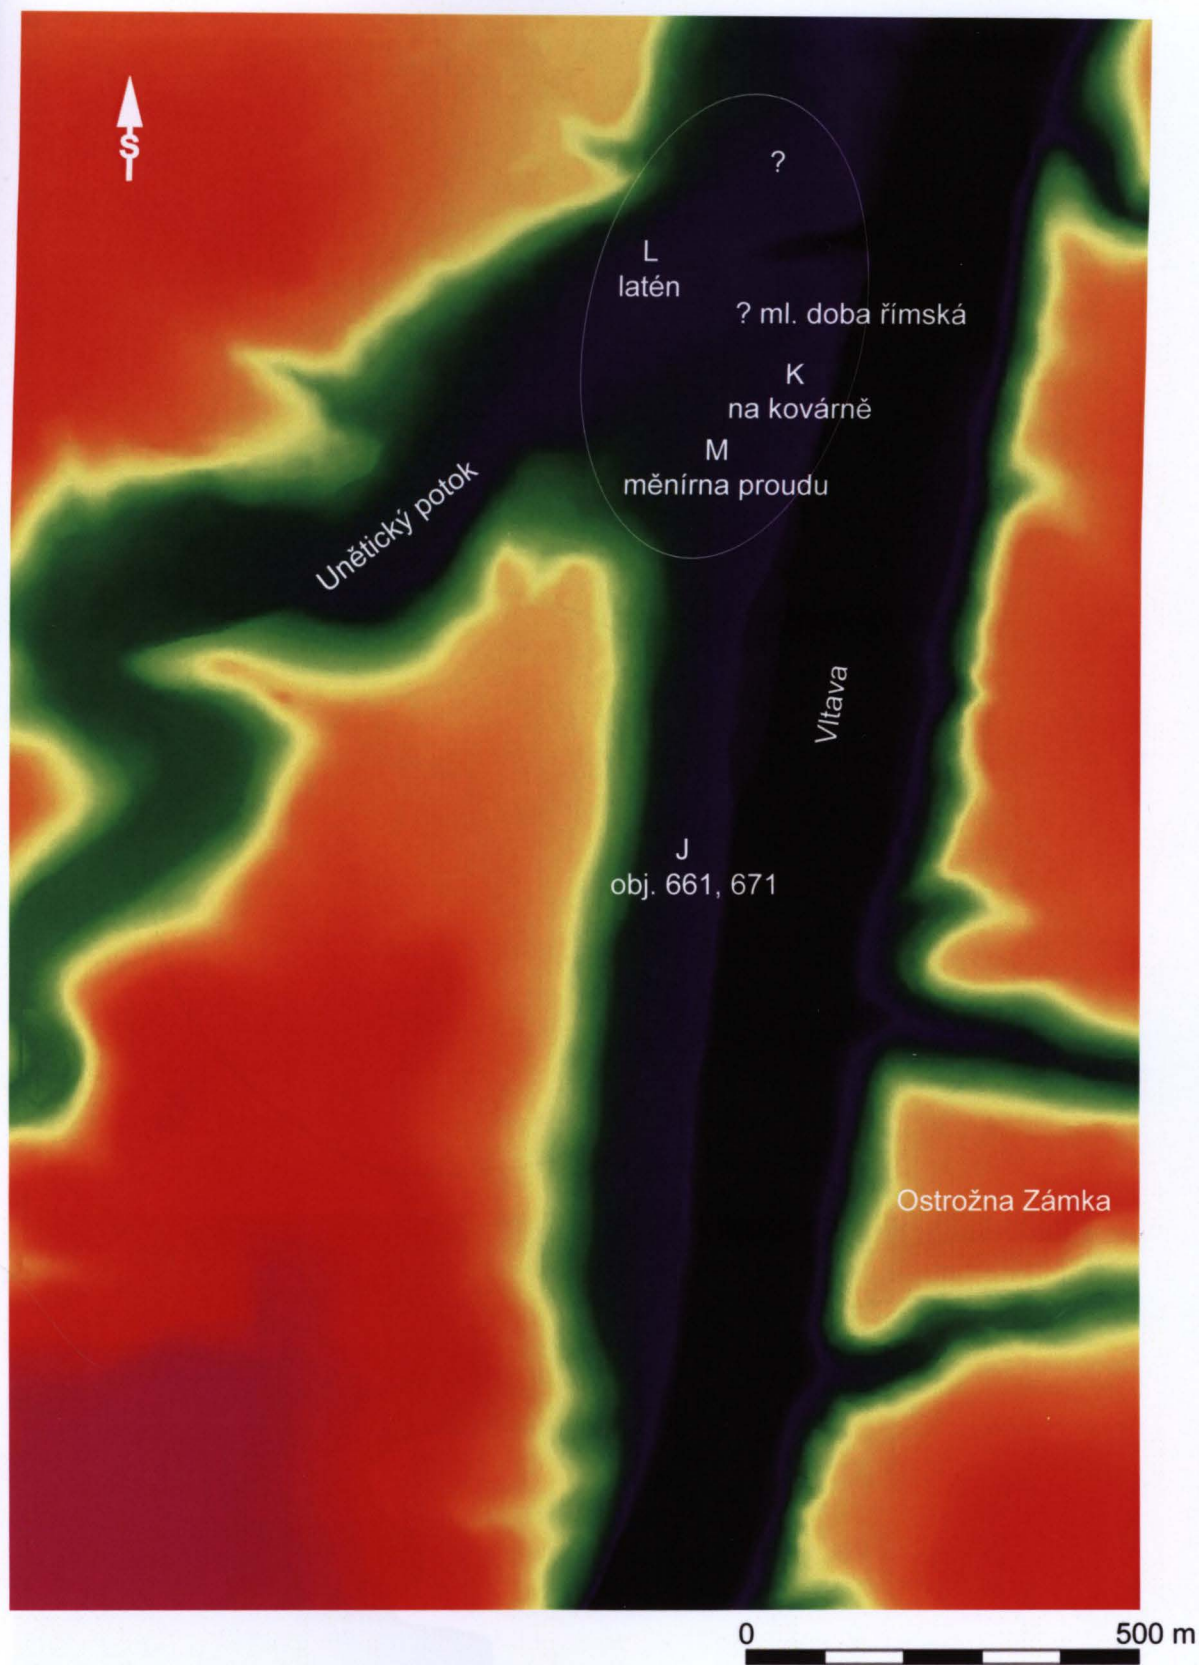 S
?
L
latén
? ml. doba římská
K
na kovárně
M
měnírna proudu
Unětický potok
Vltava
J
obj. 661, 671
Ostrožna Zámka
0 500 m